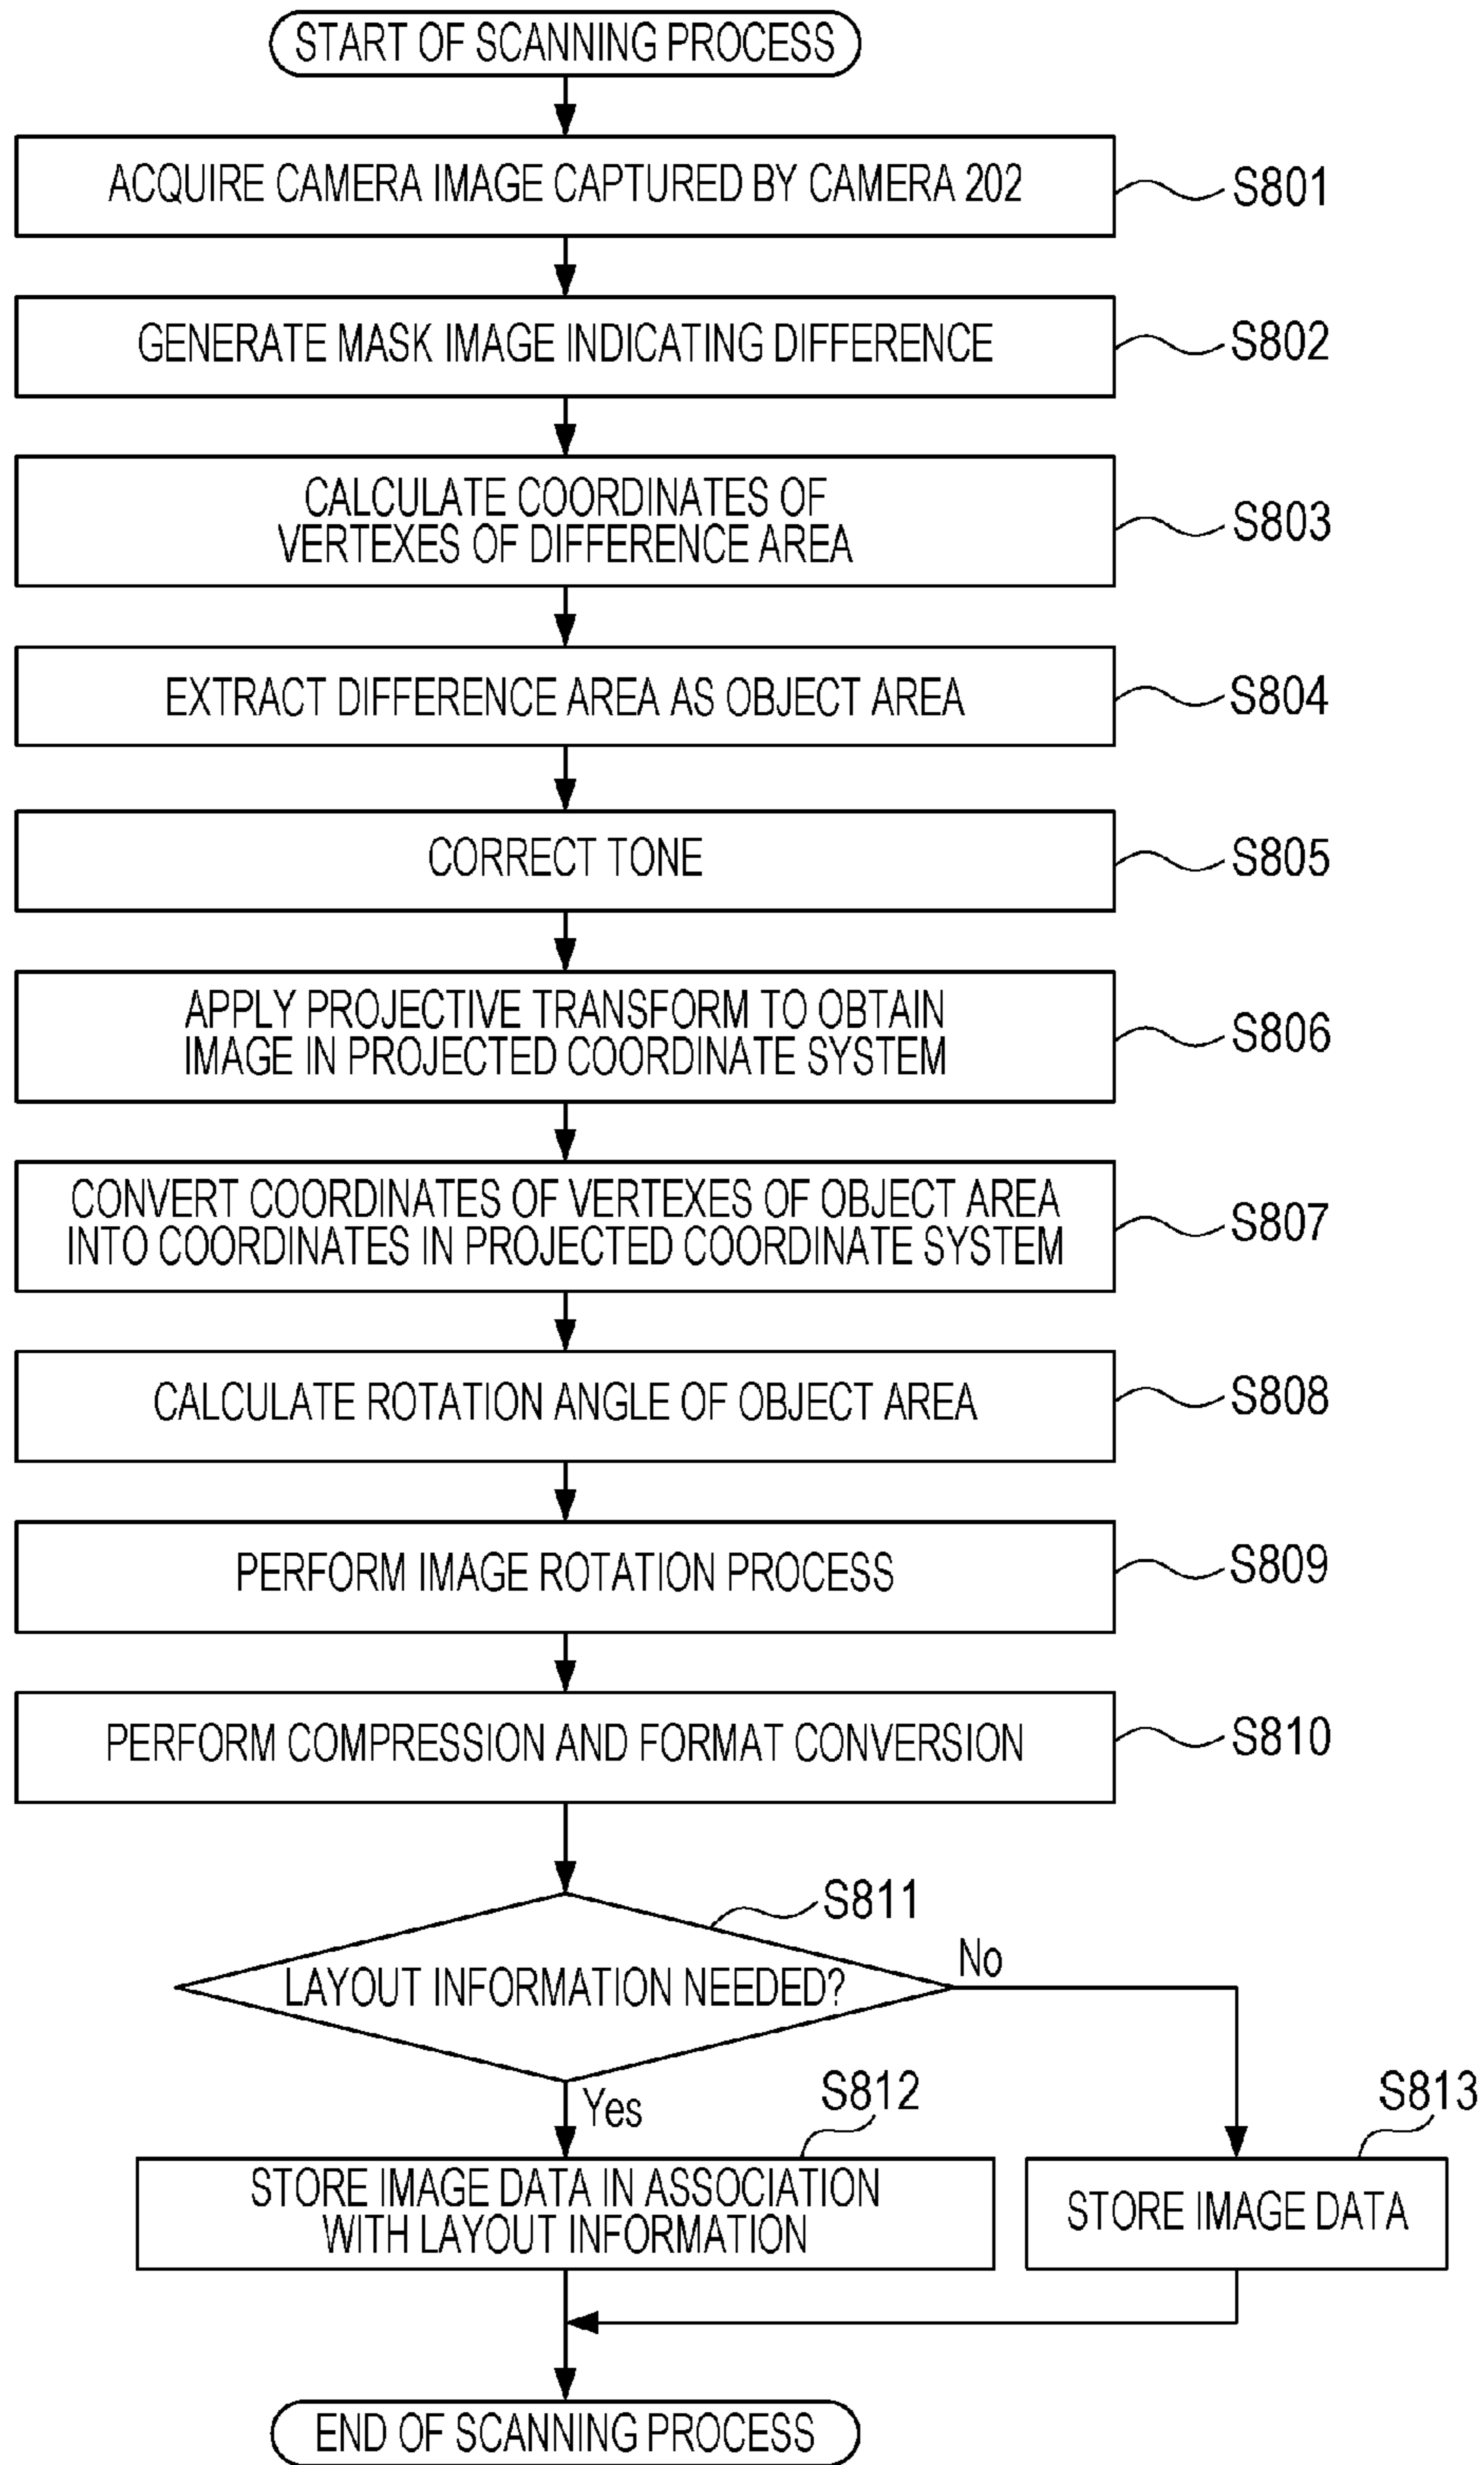 START OF SCANNING PROCESS
ACQUIRE CAMERA IMAGE CAPTURED BY CAMERA 202
S801
GENERATE MASK IMAGE INDICATING DIFFERENCE
S802
CALCULATE COORDINATES OF
VERTEXES OF DIFFERENCE AREA
S803
EXTRACT DIFFERENCE AREA AS OBJECT AREA
S804
CORRECT TONE
S805
APPLY PROJECTIVE TRANSFORM TO OBTAIN
IMAGE IN PROJECTED COORDINATE SYSTEM
S806
CONVERT COORDINATES OF VERTEXES OF OBJECT AREA
INTO COORDINATES IN PROJECTED COORDINATE SYSTEM
S807
CALCULATE ROTATION ANGLE OF OBJECT AREA
S808
PERFORM IMAGE ROTATION PROCESS
S809
PERFORM COMPRESSION AND FORMAT CONVERSION
S810
S811
LAYOUT INFORMATION NEEDED?
No
Yes
S812
STORE IMAGE DATA IN ASSOCIATION
WITH LAYOUT INFORMATION
S813
STORE IMAGE DATA
END OF SCANNING PROCESS